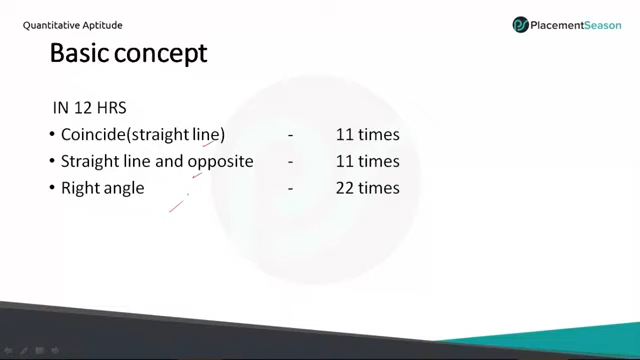 Quantitative Aptitude
PlacementSeason
Basic concept
IN 12 HRS
• Coincide(straight line) - 11 times
• Straight line and opposite - 11 times
• Right angle - 22 times